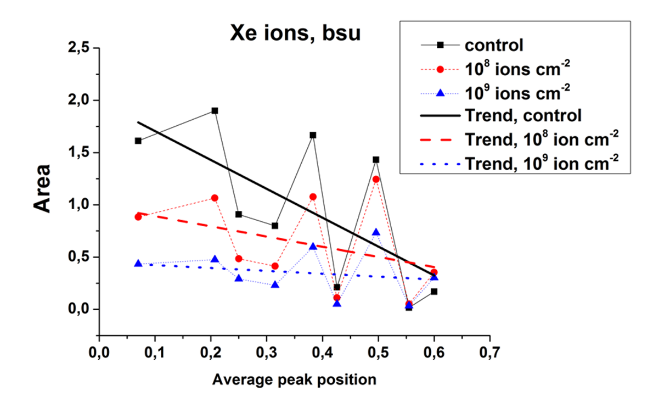 Xe ions, bsu
control
10⁸ ions cm⁻²
10⁹ ions cm⁻²
Trend, control
Trend, 10⁸ ion cm⁻²
Trend, 10⁹ ion cm⁻²
2,5
2,0
1,5
1,0
0,5
0,0
Area
0,0 0,1 0,2 0,3 0,4 0,5 0,6 0,7
Average peak position